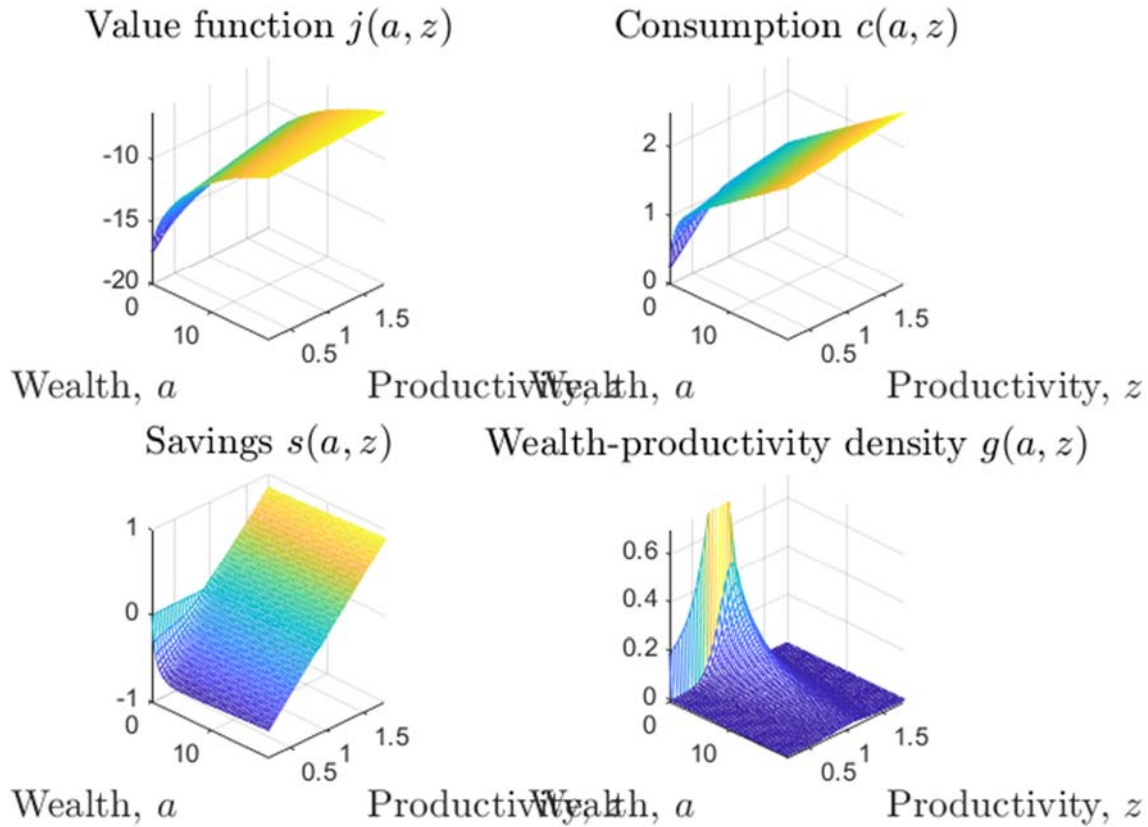 Value function j(a, z)
Consumption c(a, z)
-10
-15
-20
0
10
0.5
1
1.5
2
1
0
0
10
0.5
1
1.5
Wealth, a
Productivity, z
Wealth, a
Productivity, z
Savings s(a, z)
Wealth-productivity density g(a, z)
1
0
-1
0
10
0.5
1
1.5
0.6
0.4
0.2
0
0
10
0.5
1
1.5
Wealth, a
Productivity, z
Wealth, a
Productivity, z